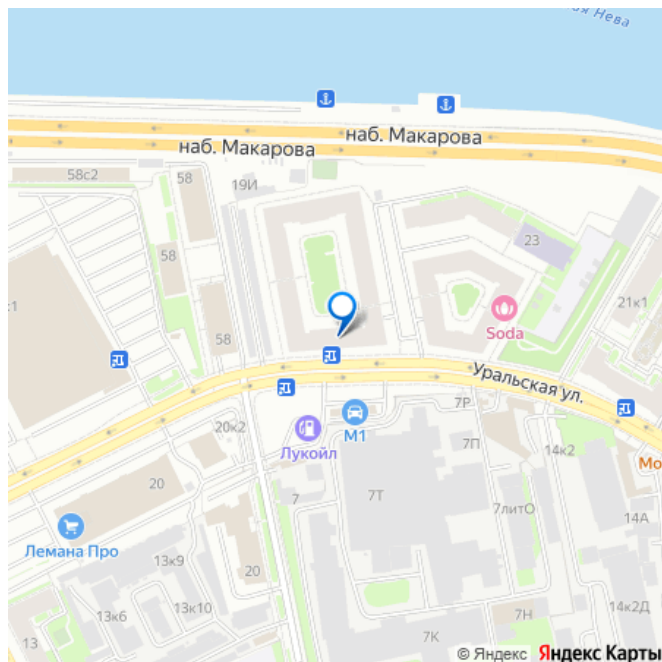 ая Нева
наб. Макарова
наб. Макарова
58с2
58
19И
58
23
с1
21к1
58
Soda
Уральская ул.
7Р
20к2
М1
Лукойл
7П
14к2
Мо
20
7
7Т
7литО
14А
Лемана Про
13к9
20
13к6
13к10
7Н
14к2Д
13
7К
© Яндекс Яндекс Карты